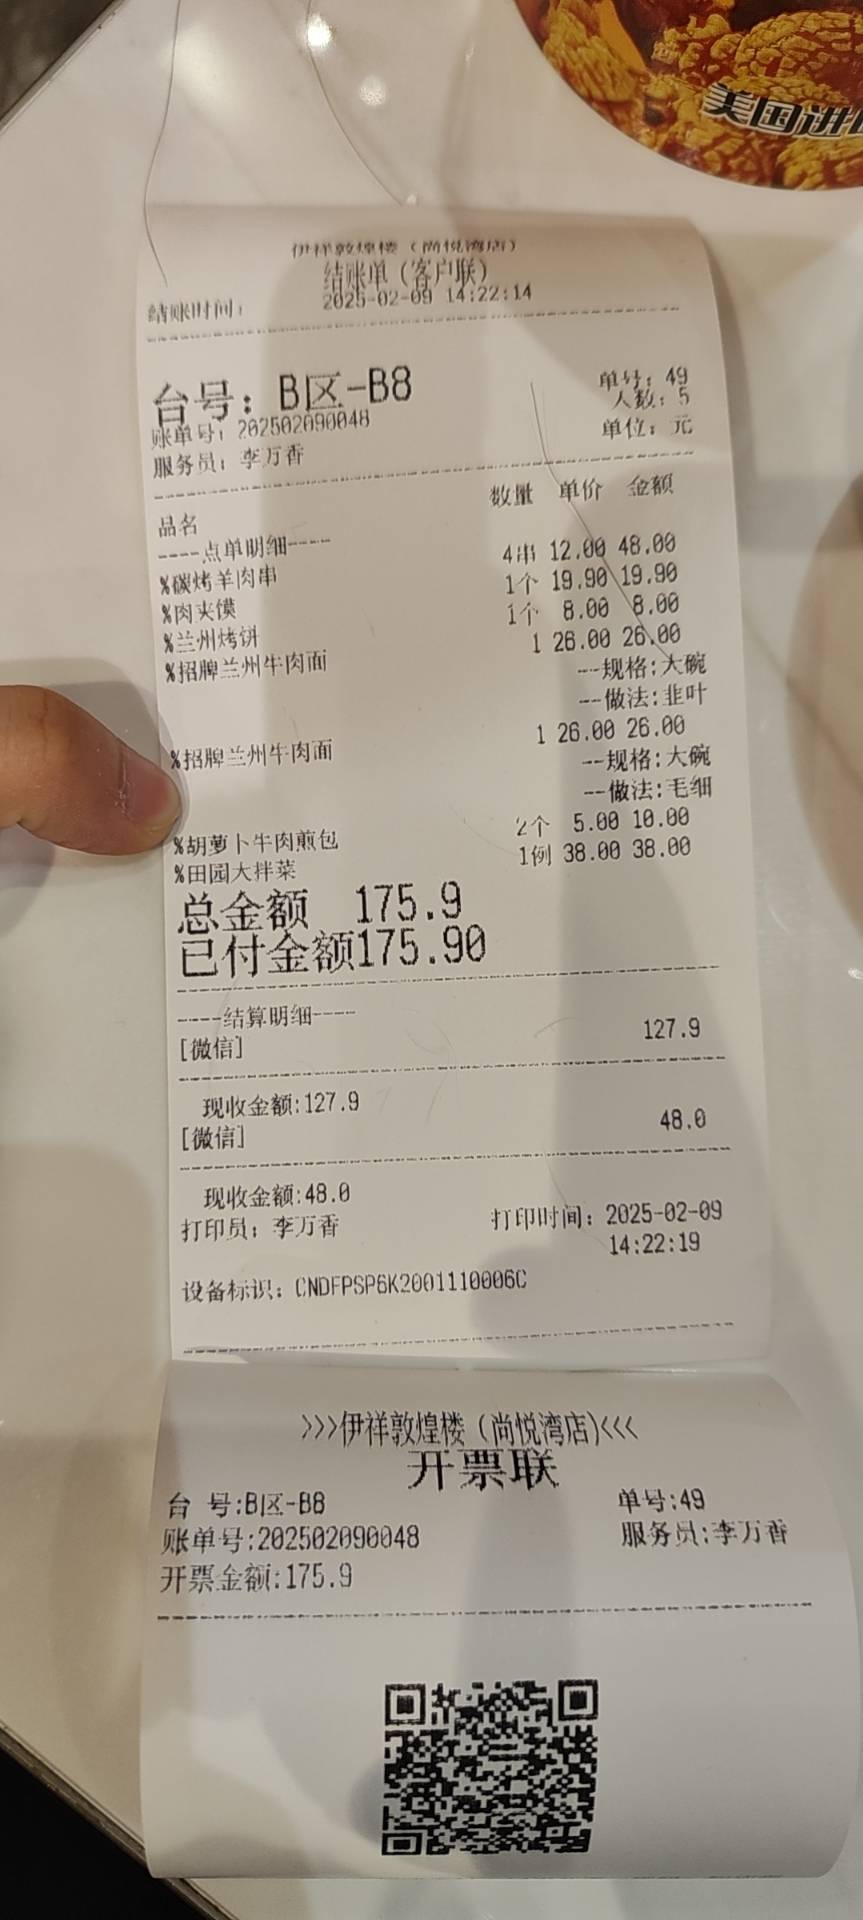 美国进
伊祥敦煌楼（尚悦湾店）
结账单（客户联）
结账时间： 2025-02-09 14:22:14
台号：B区-B8 单号：49
人数：5
账单号：202502090048
服务员：李万香 单位：元
品名 数量 单价 金额
----点单明细----
%碳烤羊肉串 4串 12.00 48.00
%肉夹馍 1个 19.90 19.90
%兰州烤饼 1个 8.00 8.00
%招牌兰州牛肉面 1 26.00 26.00
--规格:大碗
--做法:韭叶
%招牌兰州牛肉面 1 26.00 26.00
--规格:大碗
--做法:毛细
%胡萝卜牛肉煎包 2个 5.00 10.00
%田园大拌菜 1例 38.00 38.00
总金额 175.9
已付金额175.90
----结算明细----
[微信] 127.9
现收金额:127.9
[微信] 48.0
现收金额:48.0
打印员：李万香 打印时间：2025-02-09
14:22:19
设备标识：CNDFPSP6K2001110006C
>>>伊祥敦煌楼（尚悦湾店)<<<
开票联
台 号:B区-B8 单号:49
账单号:202502090048 服务员:李万香
开票金额:175.9